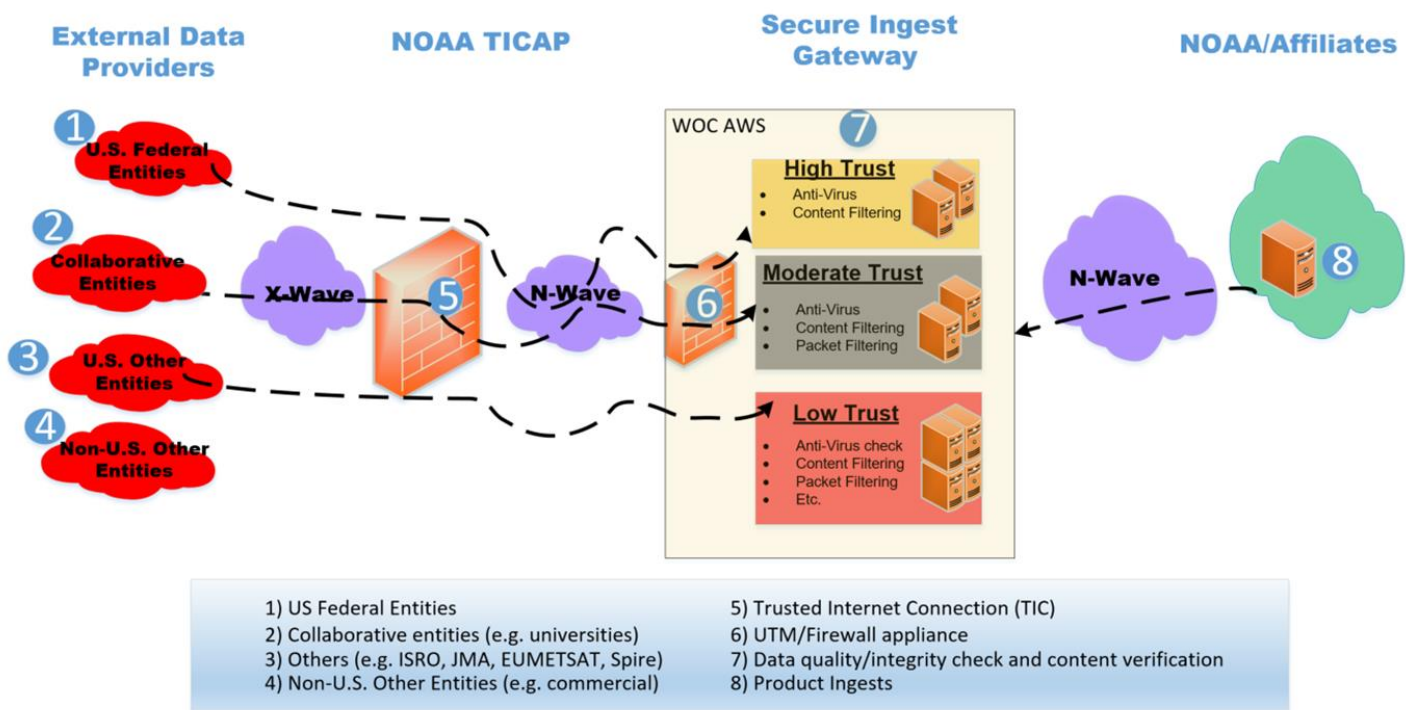 External Data
Providers
NOAA TICAP
Secure Ingest
Gateway
NOAA/Affiliates
1
U.S. Federal
Entities
2
Collaborative
Entities
3
U.S. Other
Entities
4
Non-U.S. Other
Entities
X-Wave
5
N-Wave
6
WOC AWS
7
High Trust
• Anti-Virus
• Content Filtering
Moderate Trust
• Anti-Virus
• Content Filtering
• Packet Filtering
Low Trust
• Anti-Virus check
• Content Filtering
• Packet Filtering
• Etc.
N-Wave
8
1) US Federal Entities
2) Collaborative entities (e.g. universities)
3) Others (e.g. ISRO, JMA, EUMETSAT, Spire)
4) Non-U.S. Other Entities (e.g. commercial)
5) Trusted Internet Connection (TIC)
6) UTM/Firewall appliance
7) Data quality/integrity check and content verification
8) Product Ingests